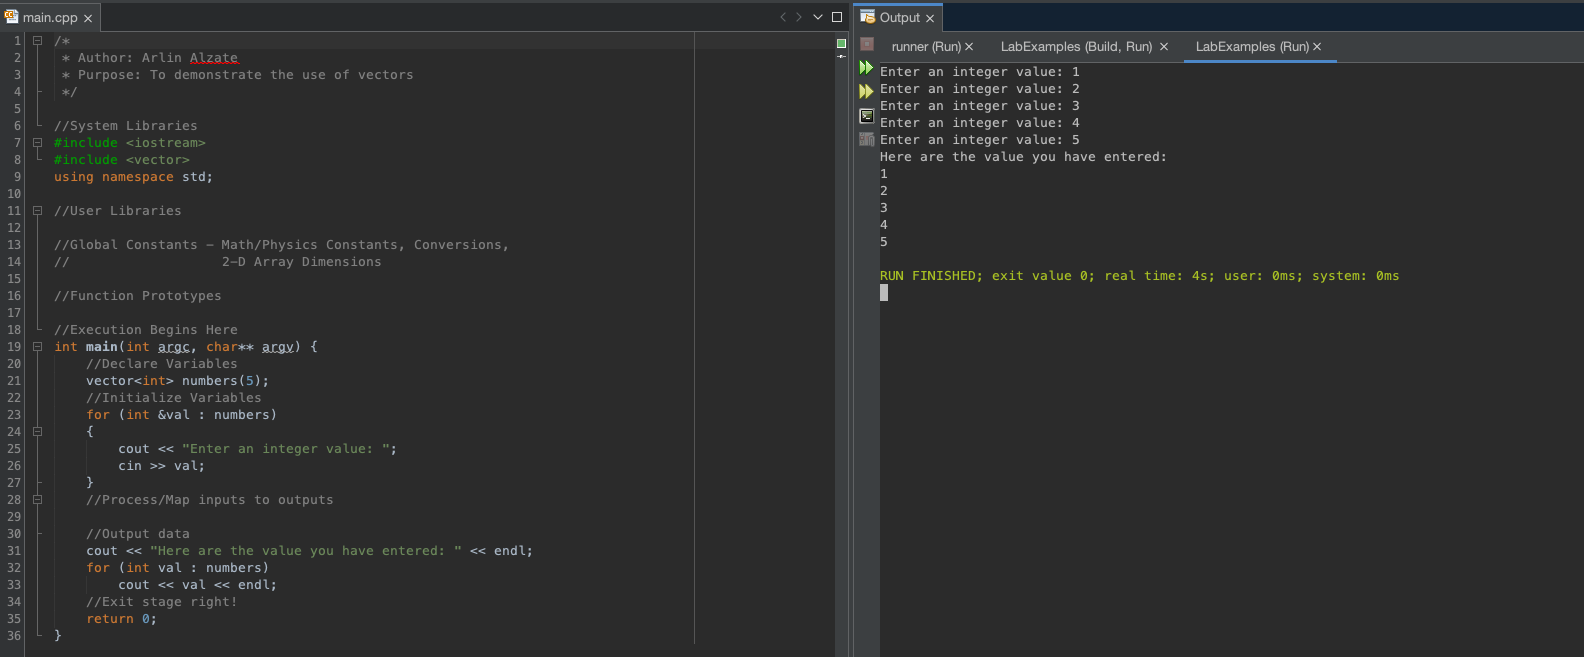 main.cpp
1 /*
2  * Author: Arlin Alzate
3  * Purpose: To demonstrate the use of vectors
4  */
5
6 //System Libraries
7 #include <iostream>
8 #include <vector>
9 using namespace std;
10
11 //User Libraries
12
13 //Global Constants – Math/Physics Constants, Conversions,
14 //                   2–D Array Dimensions
15
16 //Function Prototypes
17
18 //Execution Begins Here
19 int main(int argc, char** argv) {
20     //Declare Variables
21     vector<int> numbers(5);
22     //Initialize Variables
23     for (int &val : numbers)
24     {
25         cout << "Enter an integer value: ";
26         cin >> val;
27     }
28     //Process/Map inputs to outputs
29
30     //Output data
31     cout << "Here are the value you have entered: " << endl;
32     for (int val : numbers)
33         cout << val << endl;
34     //Exit stage right!
35     return 0;
36 }
Output
runner (Run) LabExamples (Build, Run) LabExamples (Run)
Enter an integer value: 1
Enter an integer value: 2
Enter an integer value: 3
Enter an integer value: 4
Enter an integer value: 5
Here are the value you have entered:
1
2
3
4
5
RUN FINISHED; exit value 0; real time: 4s; user: 0ms; system: 0ms